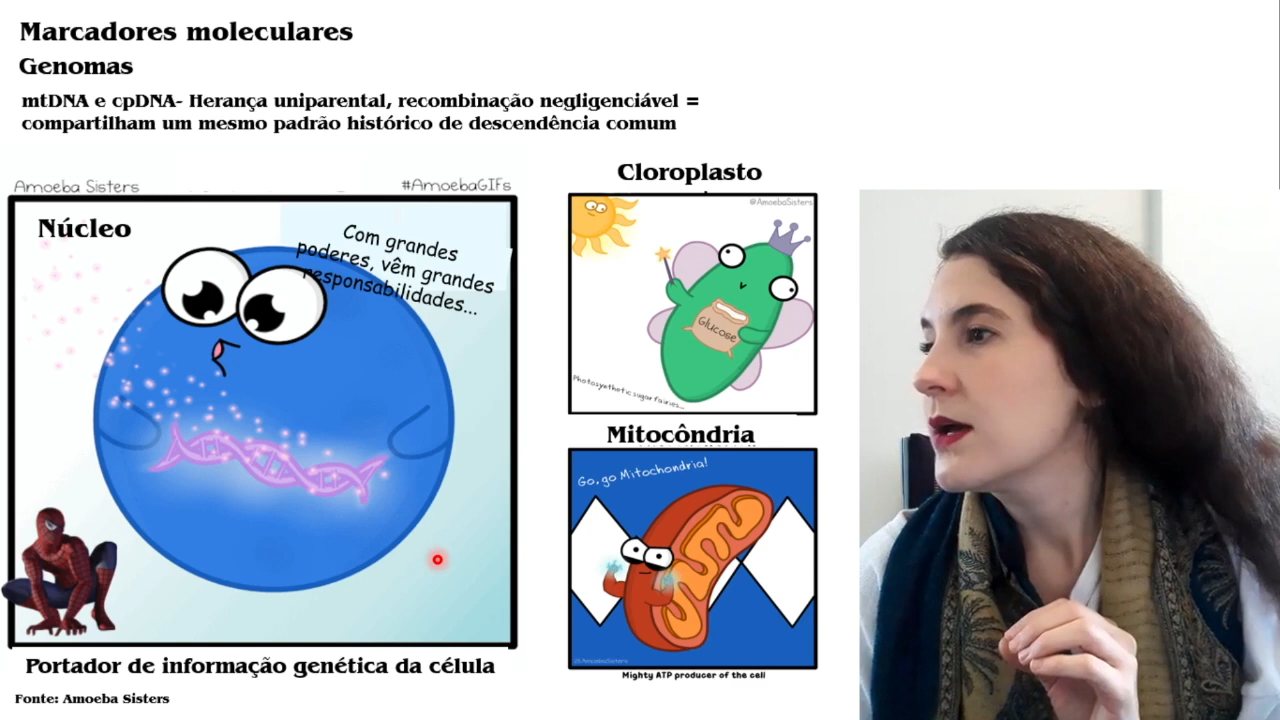 Marcadores moleculares
Genomas
mtDNA e cpDNA- Herança uniparental, recombinação negligenciável =
compartilham um mesmo padrão histórico de descendência comum
Amoeba Sisters
#AmoebaGIFs
Núcleo
Com grandes
poderes, vêm grandes
responsabilidades...
Portador de informação genética da célula
Fonte: Amoeba Sisters
Cloroplasto
@AmoebaSisters
Glucose
Photosynthetic sugar fairies...
Mitocôndria
Go, go Mitochondria!
@AmoebaSisters
Mighty ATP producer of the cell